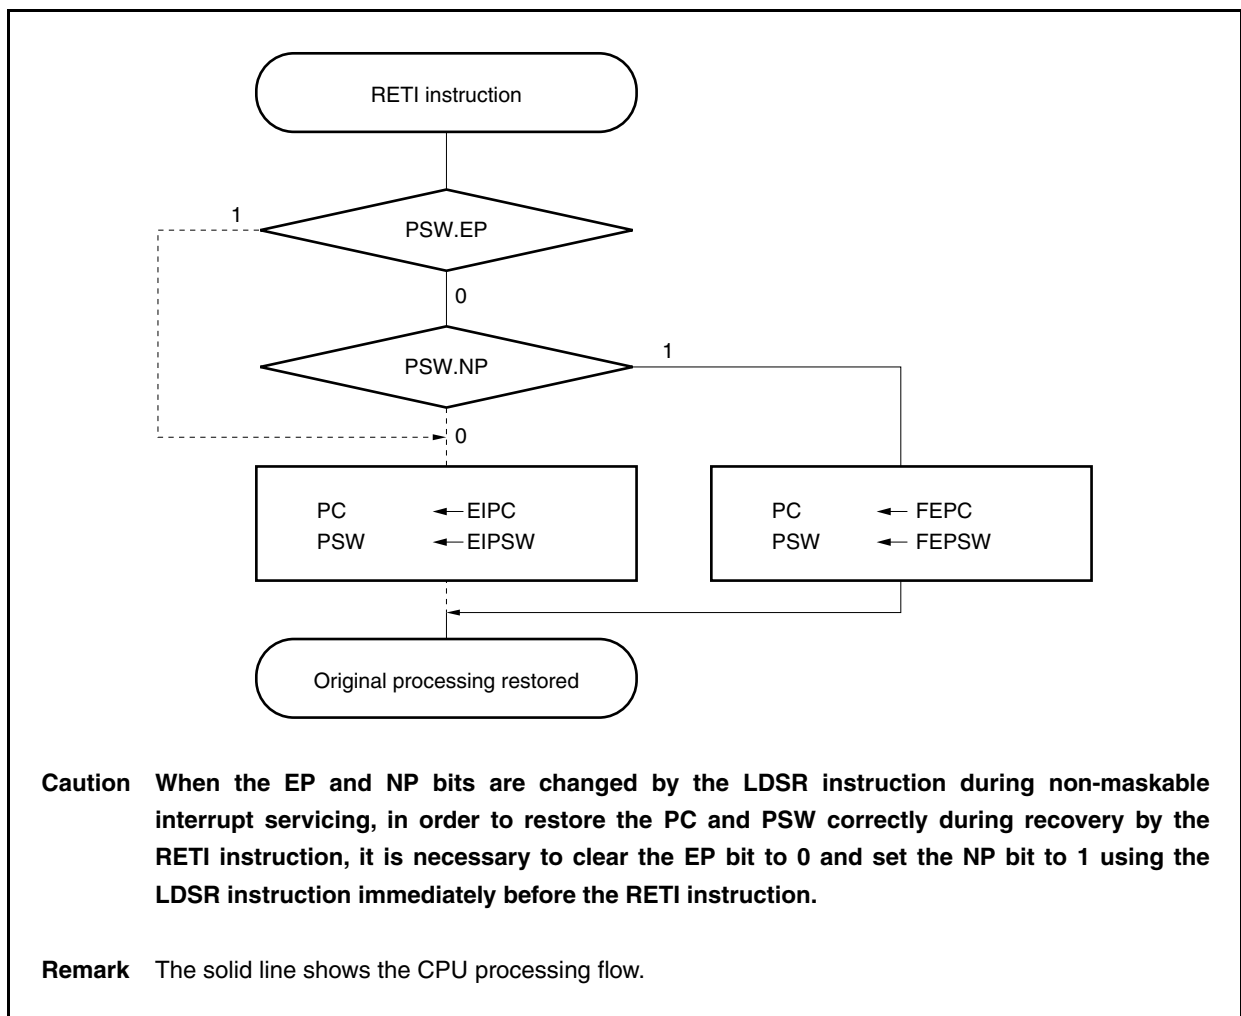 RETI instruction
1
PSW.EP
0
PSW.NP
1
0
PC ← EIPC
PSW ← EIPSW
PC ← FEPC
PSW ← FEPSW
Original processing restored
Caution When the EP and NP bits are changed by the LDSR instruction during non-maskable
interrupt servicing, in order to restore the PC and PSW correctly during recovery by the
RETI instruction, it is necessary to clear the EP bit to 0 and set the NP bit to 1 using the
LDSR instruction immediately before the RETI instruction.
Remark The solid line shows the CPU processing flow.